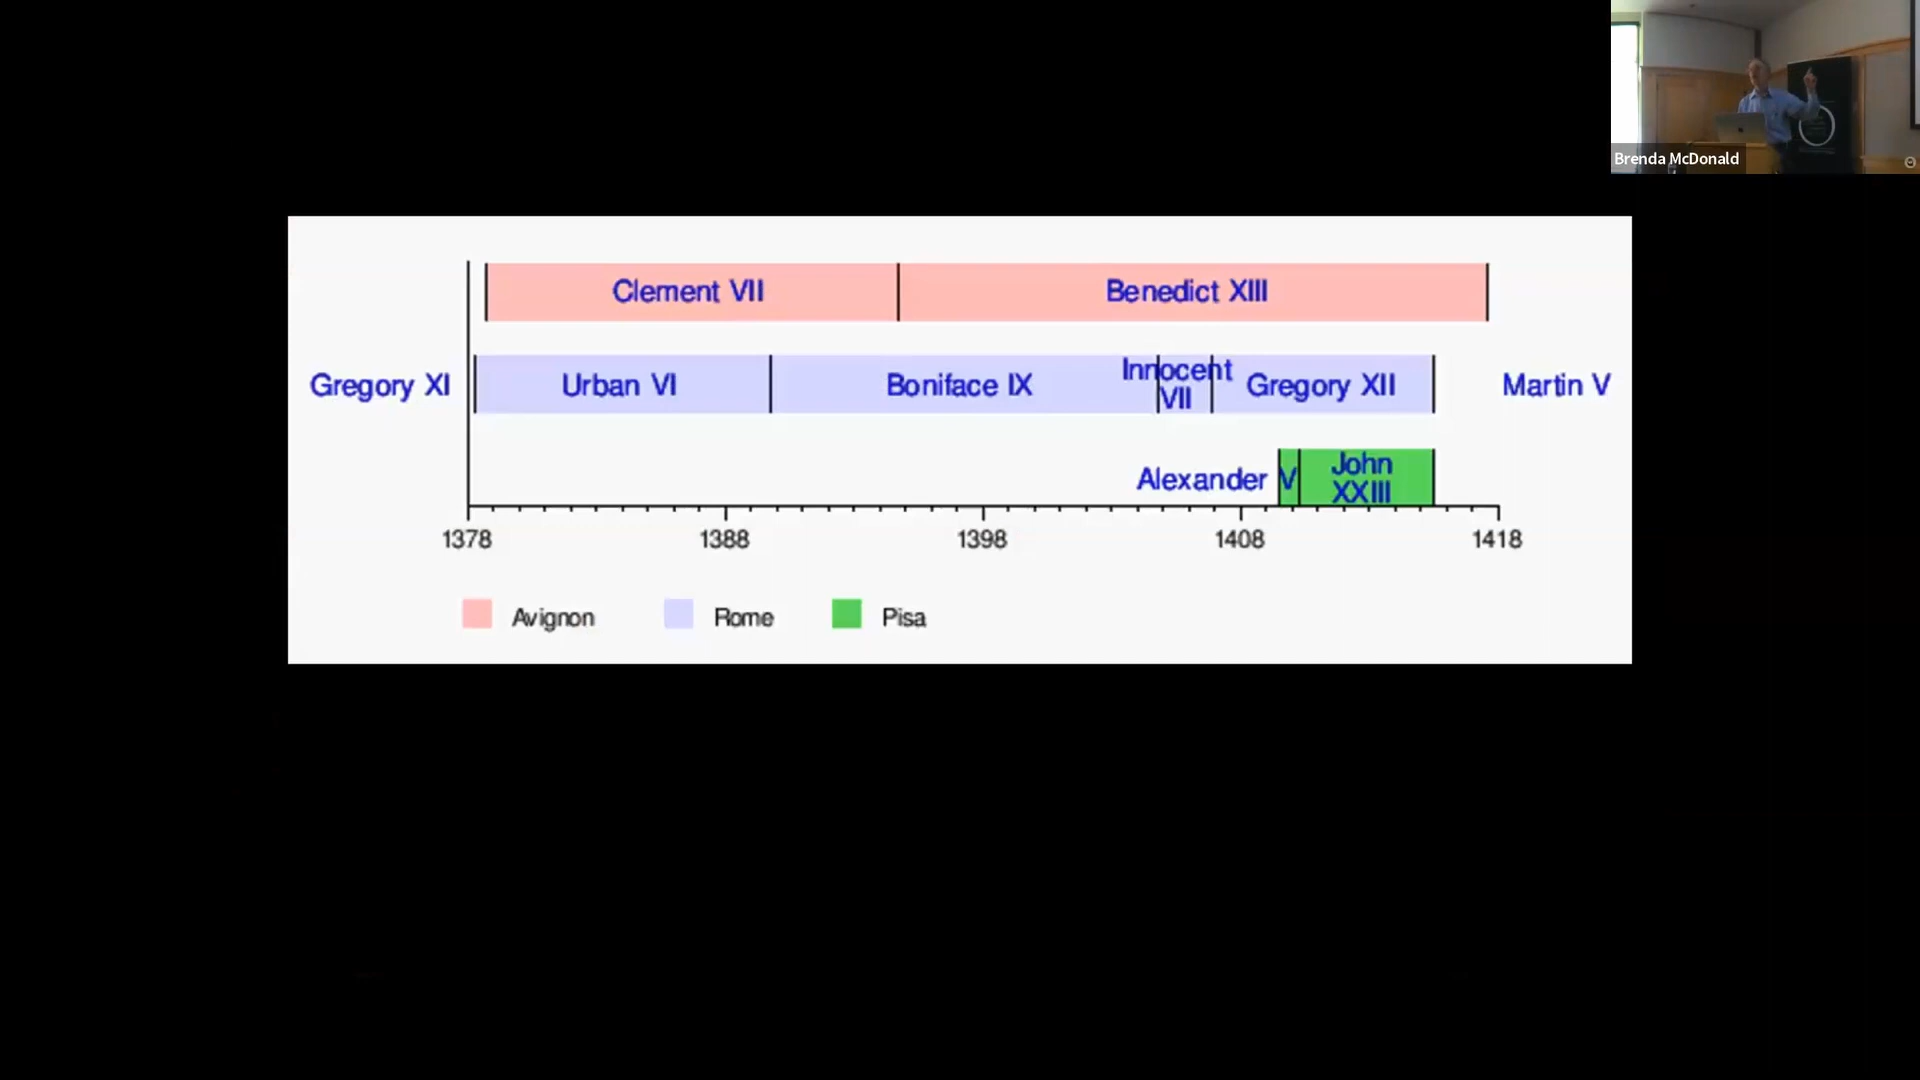 Brenda McDonald
Clement VII
Benedict XIII
Gregory XI
Urban VI
Boniface IX
Innocent
VII
Gregory XII
Martin V
Alexander V
John
XXIII
1378
1388
1398
1408
1418
Avignon
Rome
Pisa